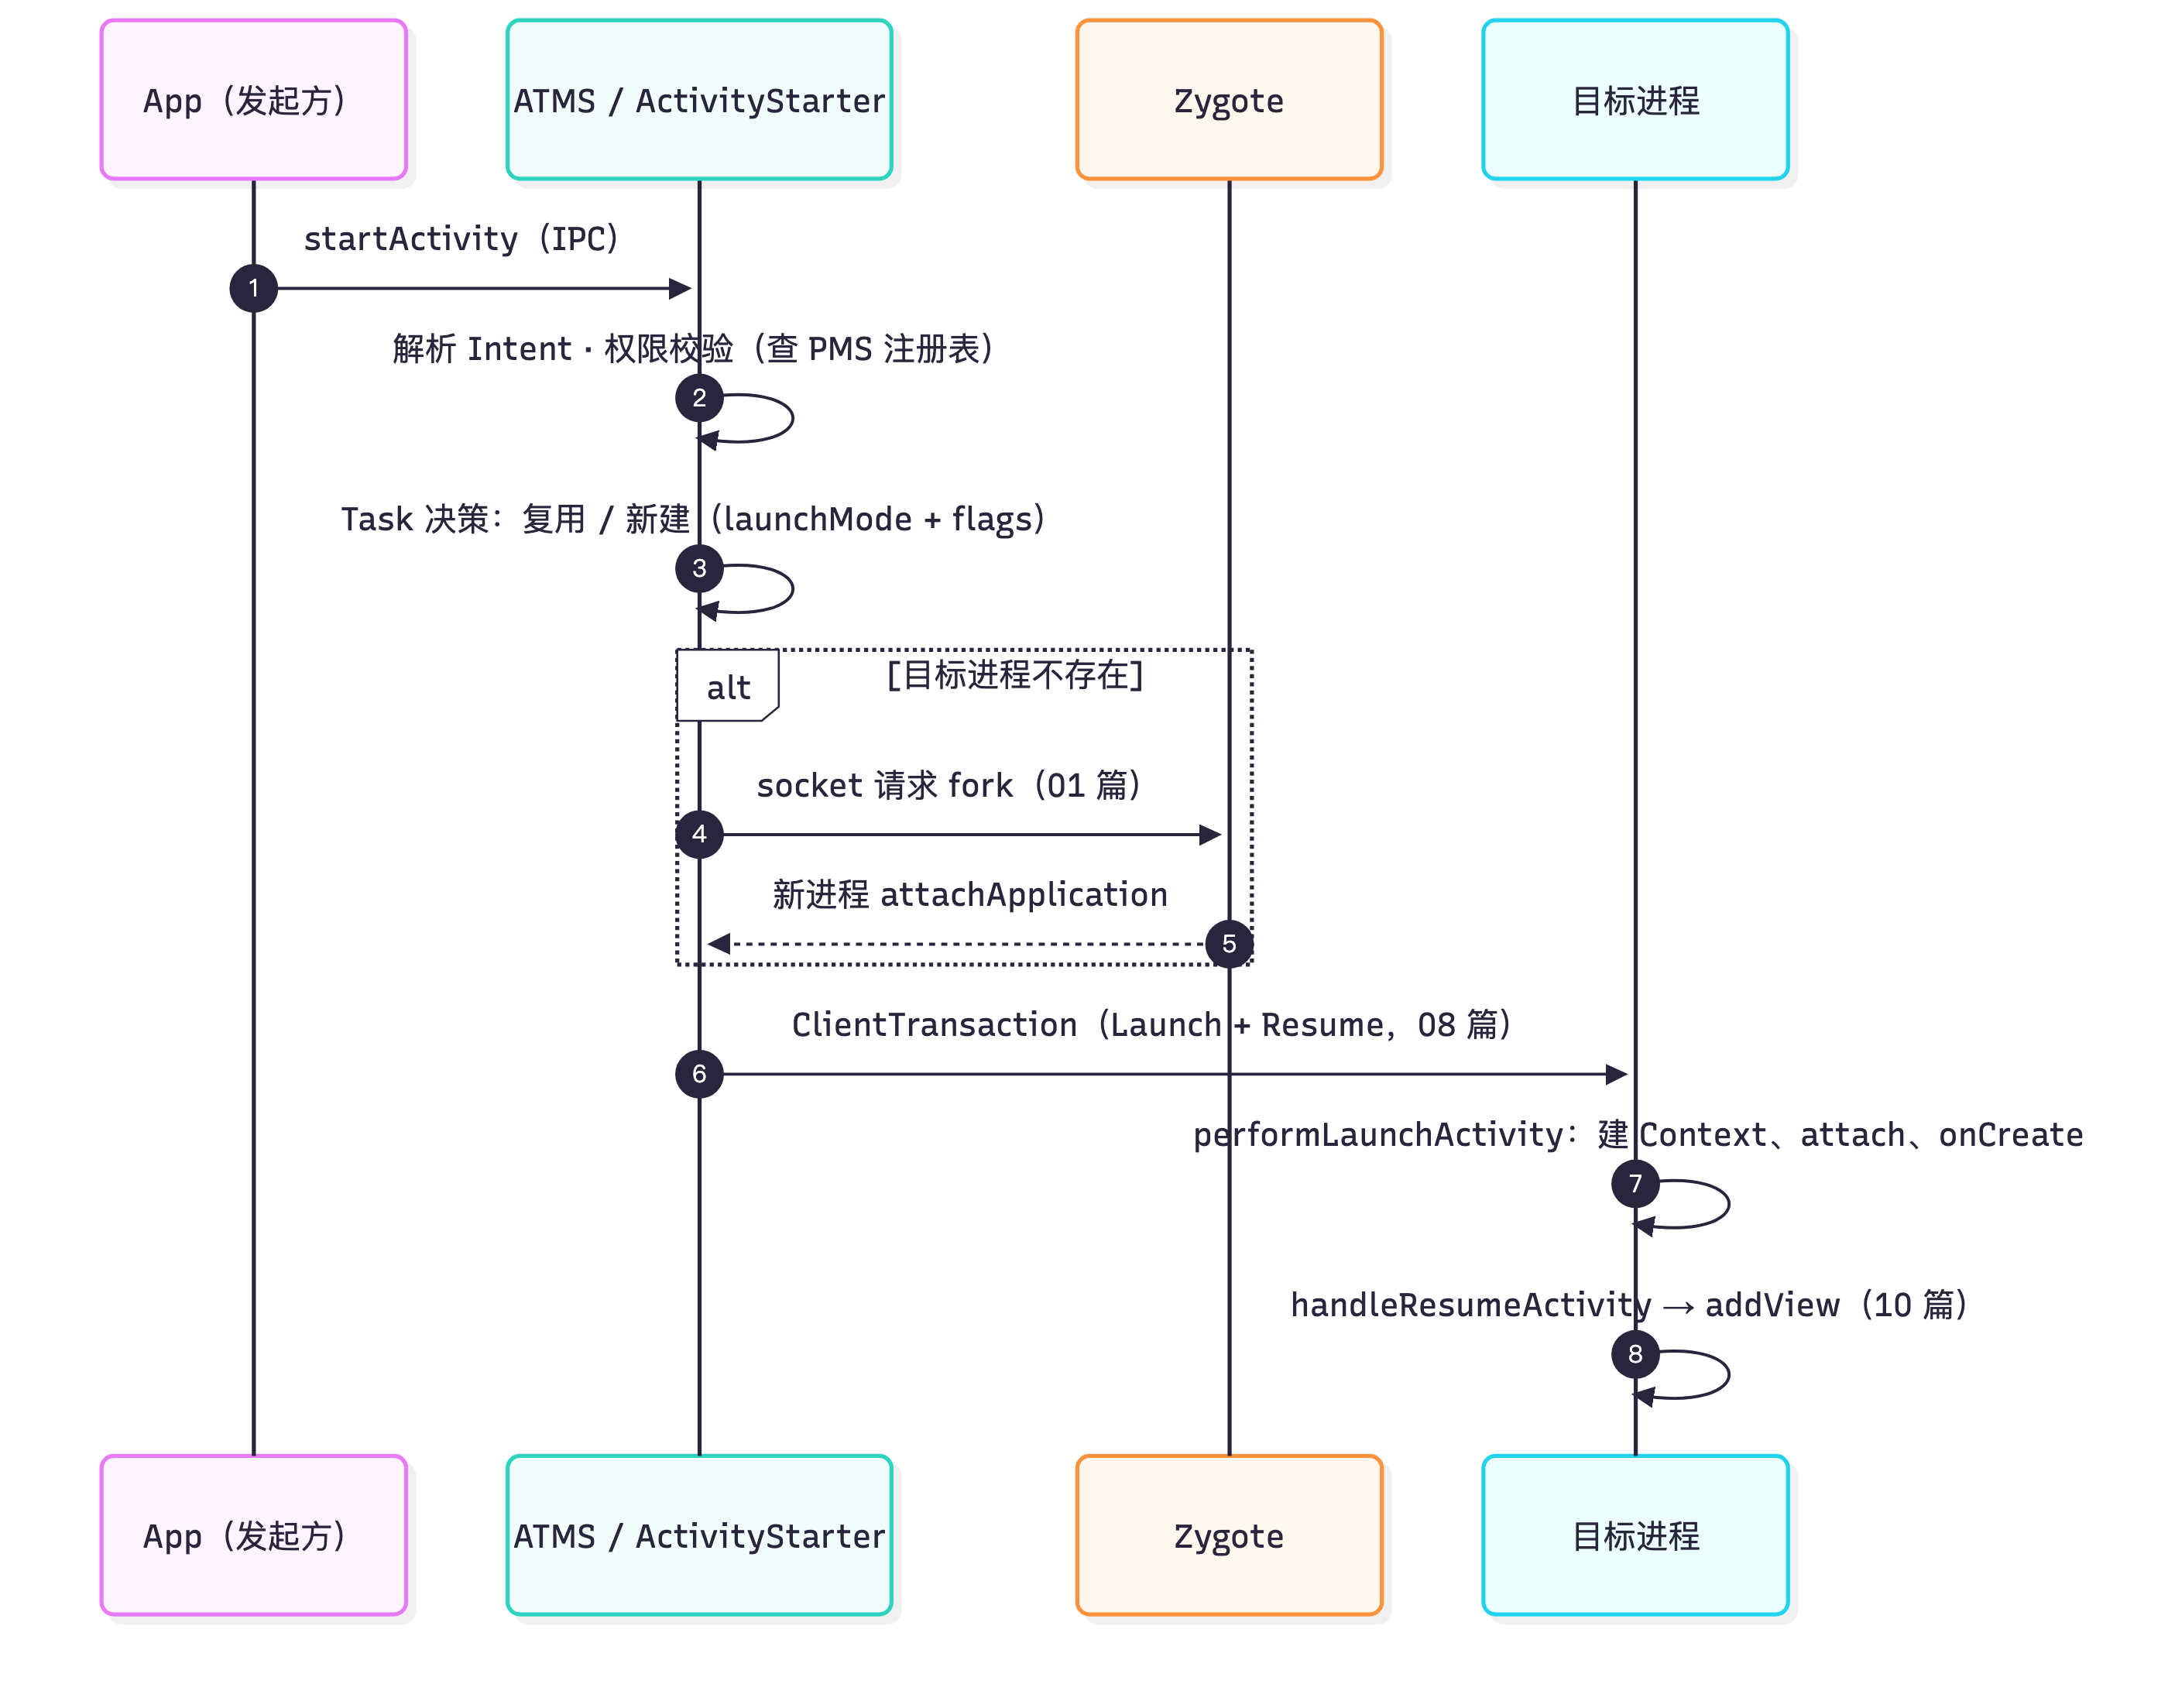 App（发起方）
ATMS / ActivityStarter
Zygote
目标进程
startActivity（IPC）
1
解析 Intent · 权限校验（查 PMS 注册表）
2
Task 决策：复用 / 新建（launchMode + flags）
3
alt
[目标进程不存在]
socket 请求 fork（01 篇）
4
新进程 attachApplication
5
ClientTransaction（Launch + Resume，08 篇）
6
performLaunchActivity：建 Context、attach、onCreate
7
handleResumeActivity → addView（10 篇）
8
App（发起方）
ATMS / ActivityStarter
Zygote
目标进程